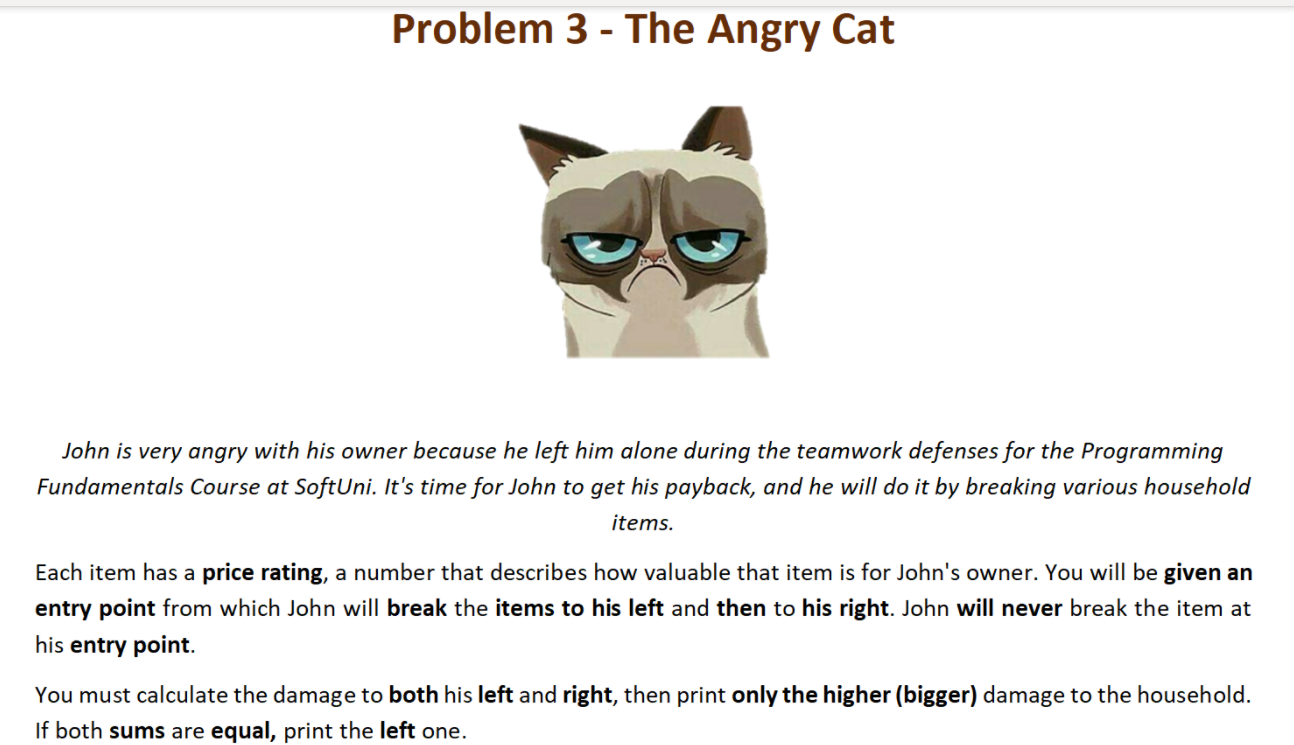 Problem 3 - The Angry Cat
John is very angry with his owner because he left him alone during the teamwork defenses for the Programming
Fundamentals Course at SoftUni. It's time for John to get his payback, and he will do it by breaking various household
items.
Each item has a price rating, a number that describes how valuable that item is for John's owner. You will be given an
entry point from which John will break the items to his left and then to his right. John will never break the item at
his entry point.
You must calculate the damage to both his left and right, then print only the higher (bigger) damage to the household.
If both sums are equal, print the left one.